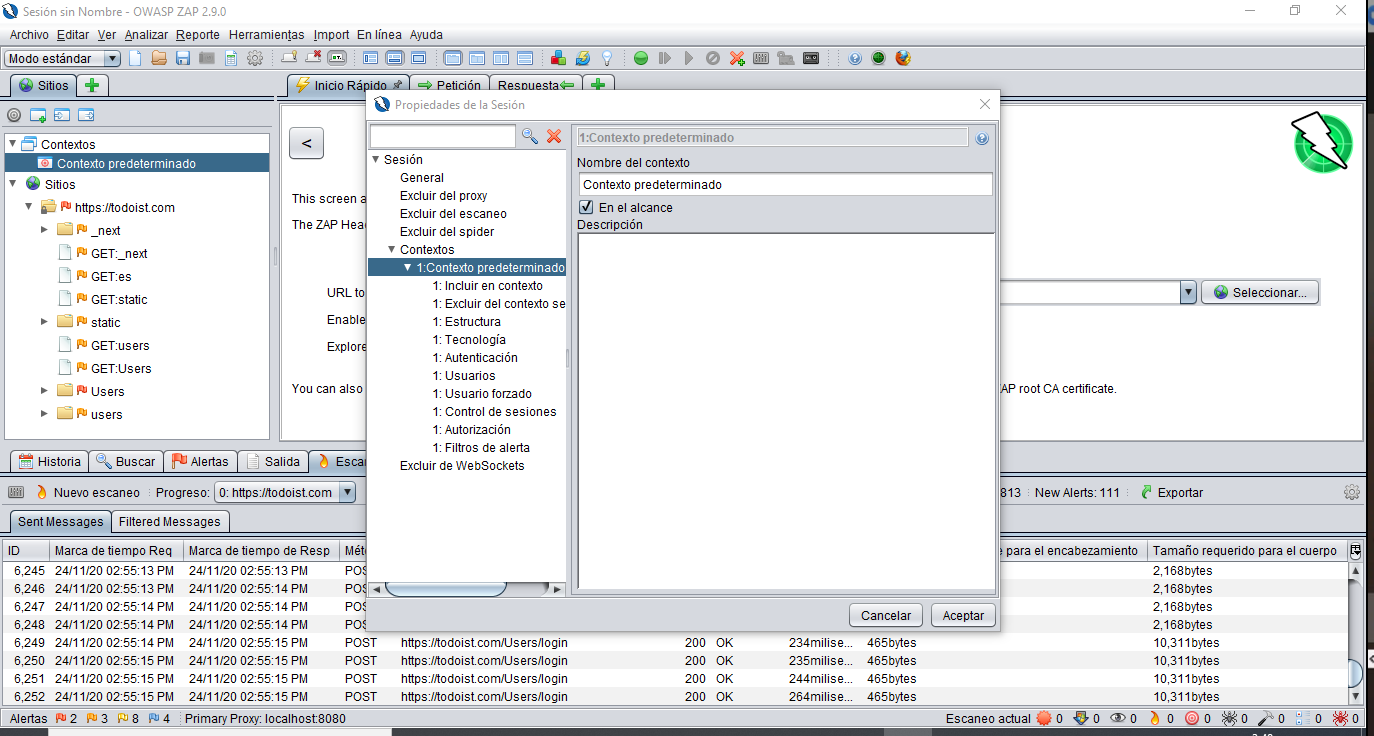 Sesión sin Nombre - OWASP ZAP 2.9.0
Archivo Editar Ver Analizar Reporte Herramientas Import En línea Ayuda
Modo estándar
Sitios
Inicio Rápido Petición Respuesta
Contextos
Contexto predeterminado
Sitios
https://todoist.com
_next
GET:_next
GET:es
GET:static
static
GET:users
GET:Users
Users
users
<
This screen a
The ZAP Hea
URL to
Enable
Explore
You can also
Seleccionar...
AP root CA certificate.
Propiedades de la Sesión
Sesión
General
Excluir del proxy
Excluir del escaneo
Excluir del spider
Contextos
1:Contexto predeterminado
1: Incluir en contexto
1: Excluir del contexto se
1: Estructura
1: Tecnología
1: Autenticación
1: Usuarios
1: Usuario forzado
1: Control de sesiones
1: Autorización
1: Filtros de alerta
Excluir de WebSockets
1:Contexto predeterminado
Nombre del contexto
Contexto predeterminado
En el alcance
Descripción
Cancelar Aceptar
Historia Buscar Alertas Salida Esca
Nuevo escaneo Progreso: 0: https://todoist.com 813 New Alerts: 111 Exportar
Sent Messages Filtered Messages
ID Marca de tiempo Req Marca de tiempo de Resp Mét para el encabezamiento Tamaño requerido para el cuerpo
6,245 24/11/20 02:55:13 PM 24/11/20 02:55:13 PM POS 2,168bytes
6,246 24/11/20 02:55:13 PM 24/11/20 02:55:14 PM POS 2,168bytes
6,247 24/11/20 02:55:14 PM 24/11/20 02:55:14 PM POS 2,168bytes
6,248 24/11/20 02:55:14 PM 24/11/20 02:55:14 PM POS 2,168bytes
6,249 24/11/20 02:55:14 PM 24/11/20 02:55:15 PM POST https://todoist.com/Users/login 200 OK 234milise... 465bytes 10,311bytes
6,250 24/11/20 02:55:15 PM 24/11/20 02:55:15 PM POST https://todoist.com/Users/login 200 OK 235milise... 465bytes 10,311bytes
6,251 24/11/20 02:55:15 PM 24/11/20 02:55:15 PM POST https://todoist.com/Users/login 200 OK 244milise... 465bytes 10,311bytes
6,252 24/11/20 02:55:15 PM 24/11/20 02:55:15 PM POST https://todoist.com/Users/login 200 OK 264milise... 465bytes 10,311bytes
Alertas 2 3 8 4 Primary Proxy: localhost:8080 Escaneo actual 0 0 0 0 0 0 0 0 0